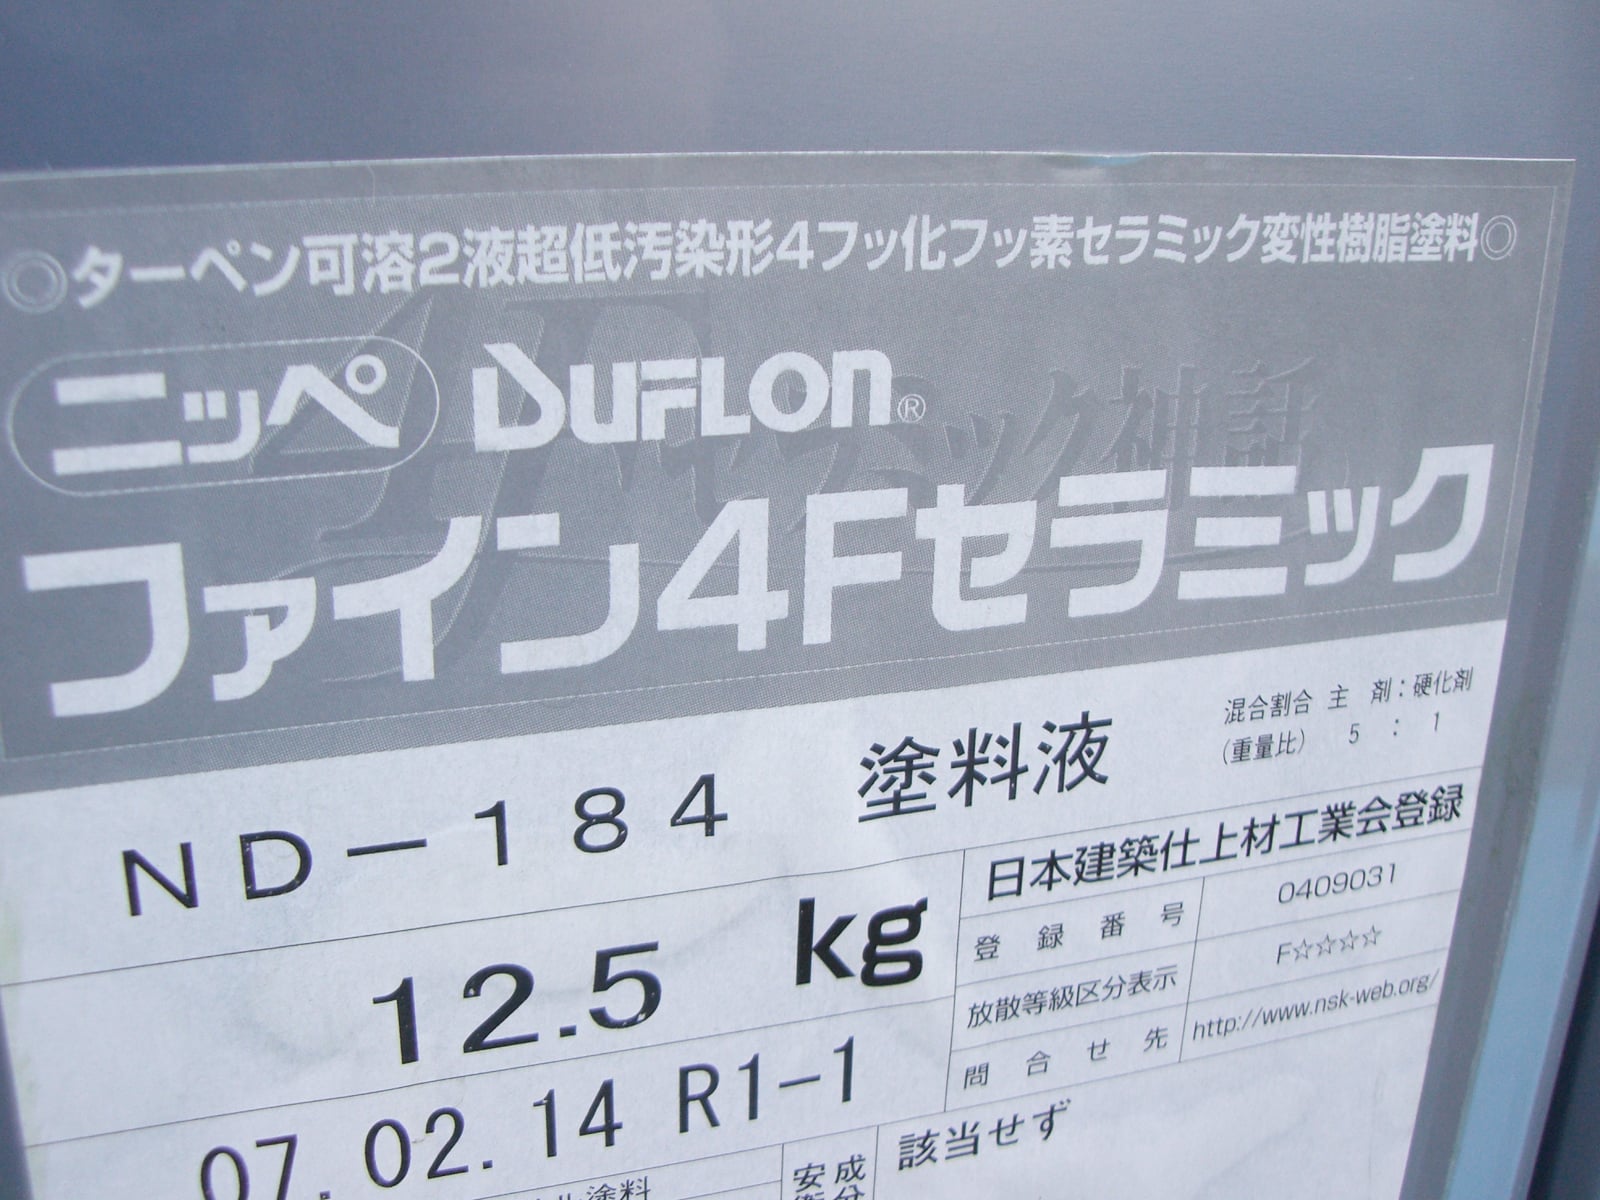 ◎ターペン可溶2液超低汚染形4フッ化フッ素セラミック変性樹脂塗料◎
ニッペ DUFLON®
ファイン4Fセラミック
ND-184 塗料液
混合割合 主 剤:硬化剤
(重量比) 5 : 1
12.5 kg
日本建築仕上材工業会登録
登録番号 0409031
放散等級区分表示 F☆☆☆☆
問合せ先 http://www.nsk-web.org/
07.02.14 R1-1
該当せず
安 成
塗料